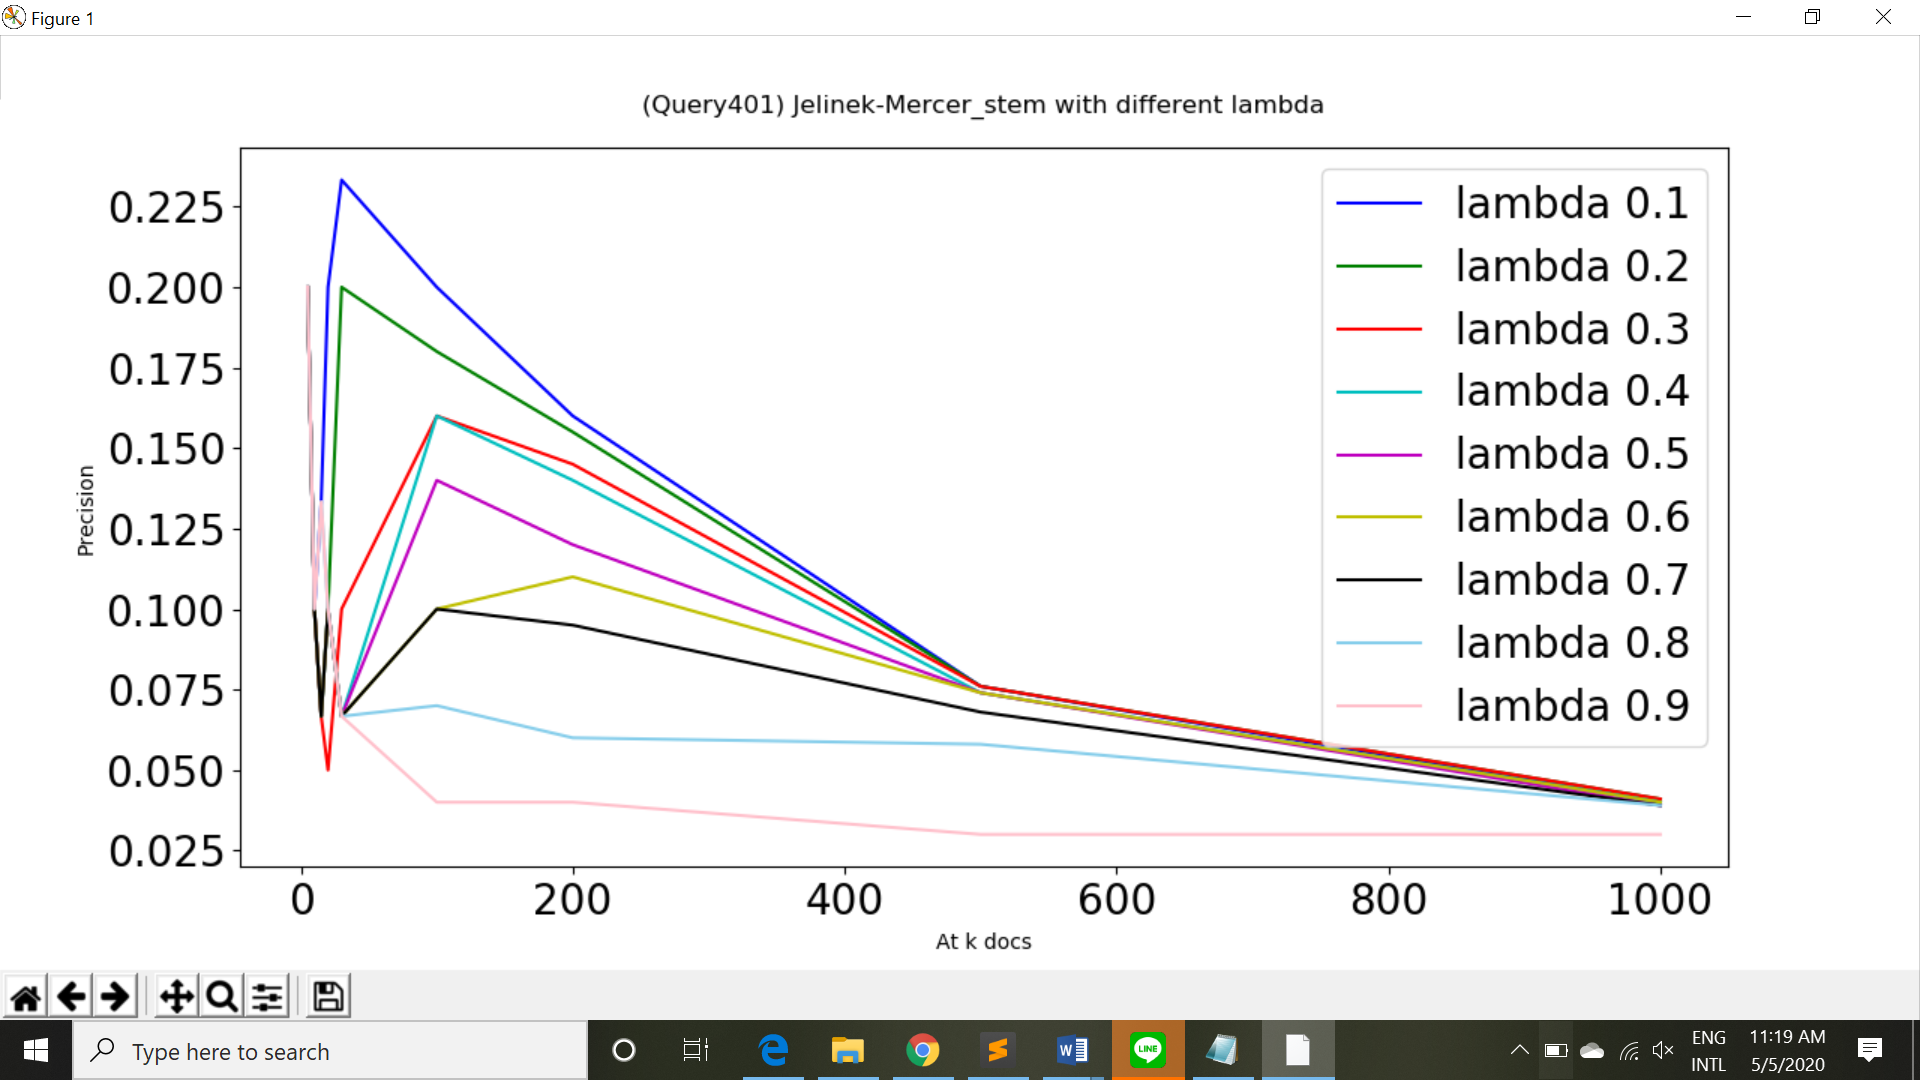 Figure 1
(Query401) Jelinek-Mercer_stem with different lambda
0.225
0.200
0.175
0.150
0.125
0.100
0.075
0.050
0.025
Precision
lambda 0.1
lambda 0.2
lambda 0.3
lambda 0.4
lambda 0.5
lambda 0.6
lambda 0.7
lambda 0.8
lambda 0.9
0 200 400 600 800 1000
At k docs
Type here to search
LINE
ENG
INTL
11:19 AM
5/5/2020